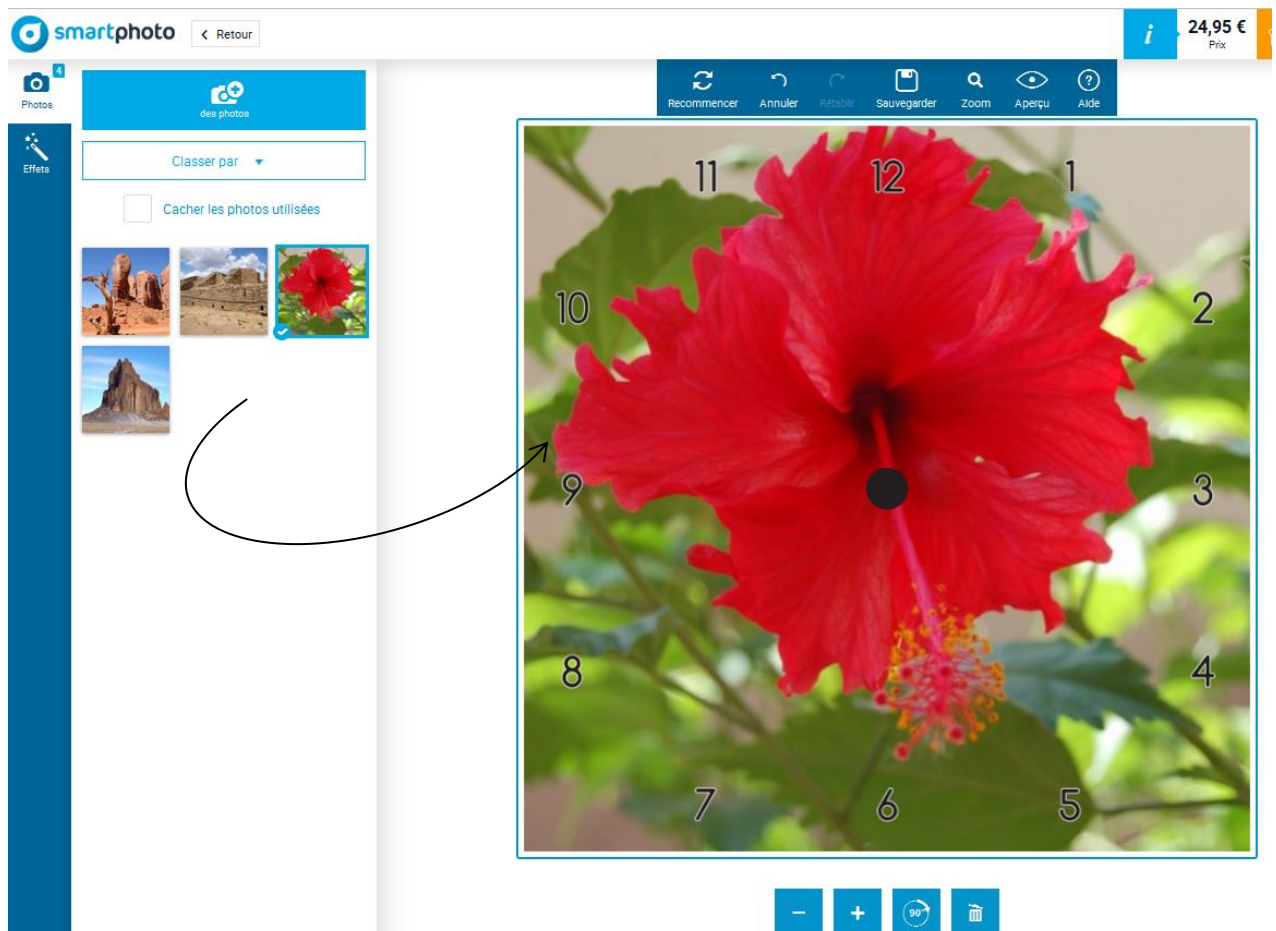 smartphoto
Retour
i
24,95 €
Prix
4
Photos
Effets
des photos
Classer par
Cacher les photos utilisées
Recommencer
Annuler
Rétablir
Sauvegarder
Zoom
Aperçu
Aide
11 12 1
10 2
9 3
8 4
7 6 5
- + 90°